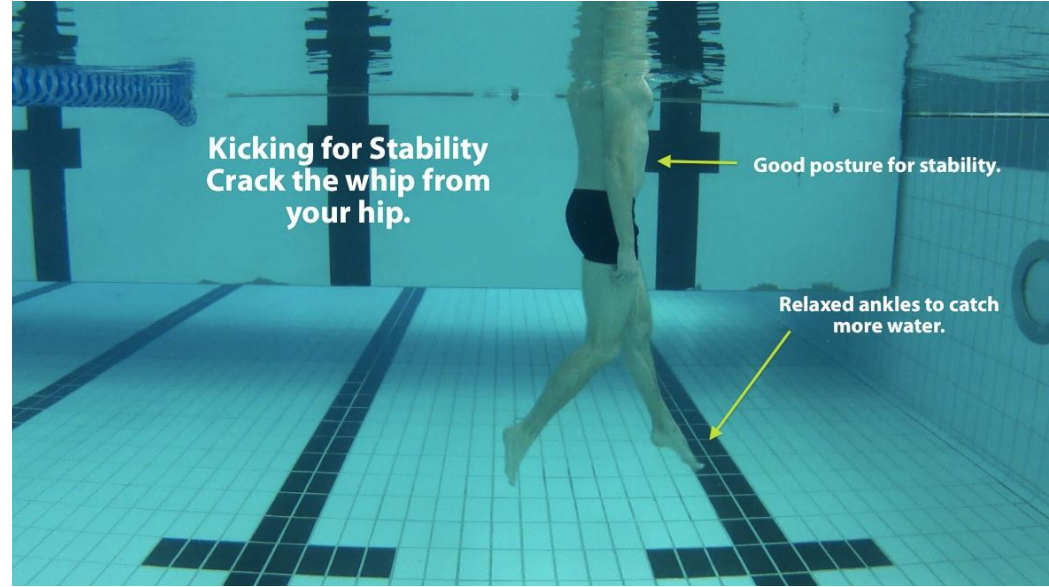 Kicking for Stability
Crack the whip from
your hip.
Good posture for stability.
Relaxed ankles to catch
more water.